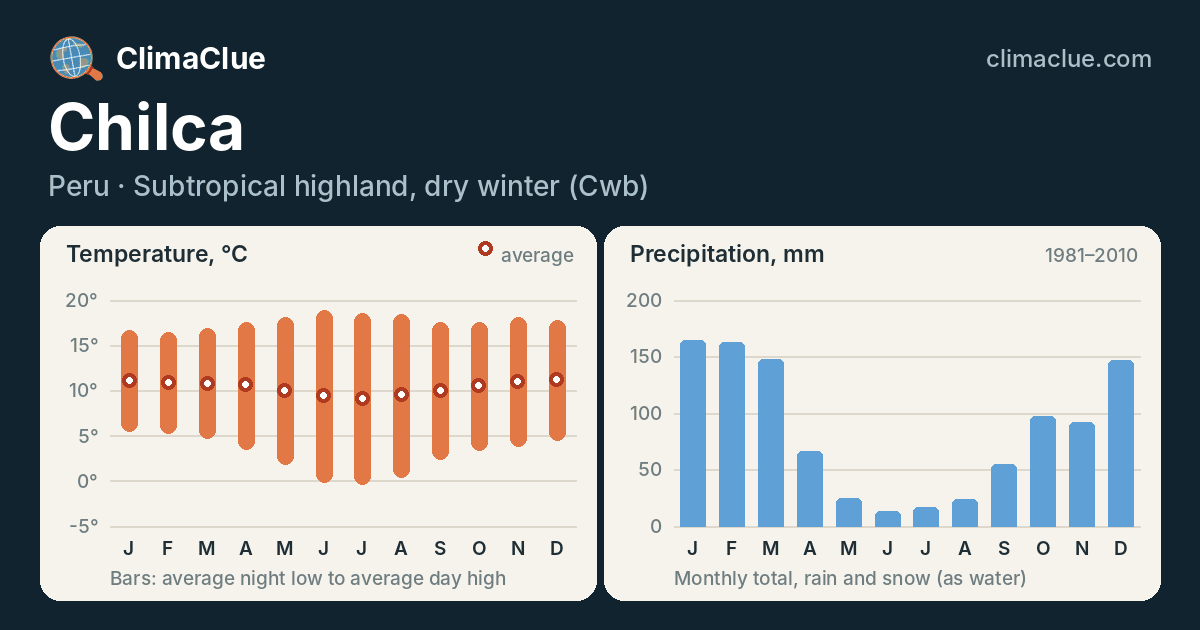 ClimaClue
climaclue.com
Chilca
Peru · Subtropical highland, dry winter (Cwb)
Temperature, °C
average
20°
15°
10°
5°
0°
-5°
J F M A M J J A S O N D
Bars: average night low to average day high
Precipitation, mm
1981–2010
200
150
100
50
0
J F M A M J J A S O N D
Monthly total, rain and snow (as water)